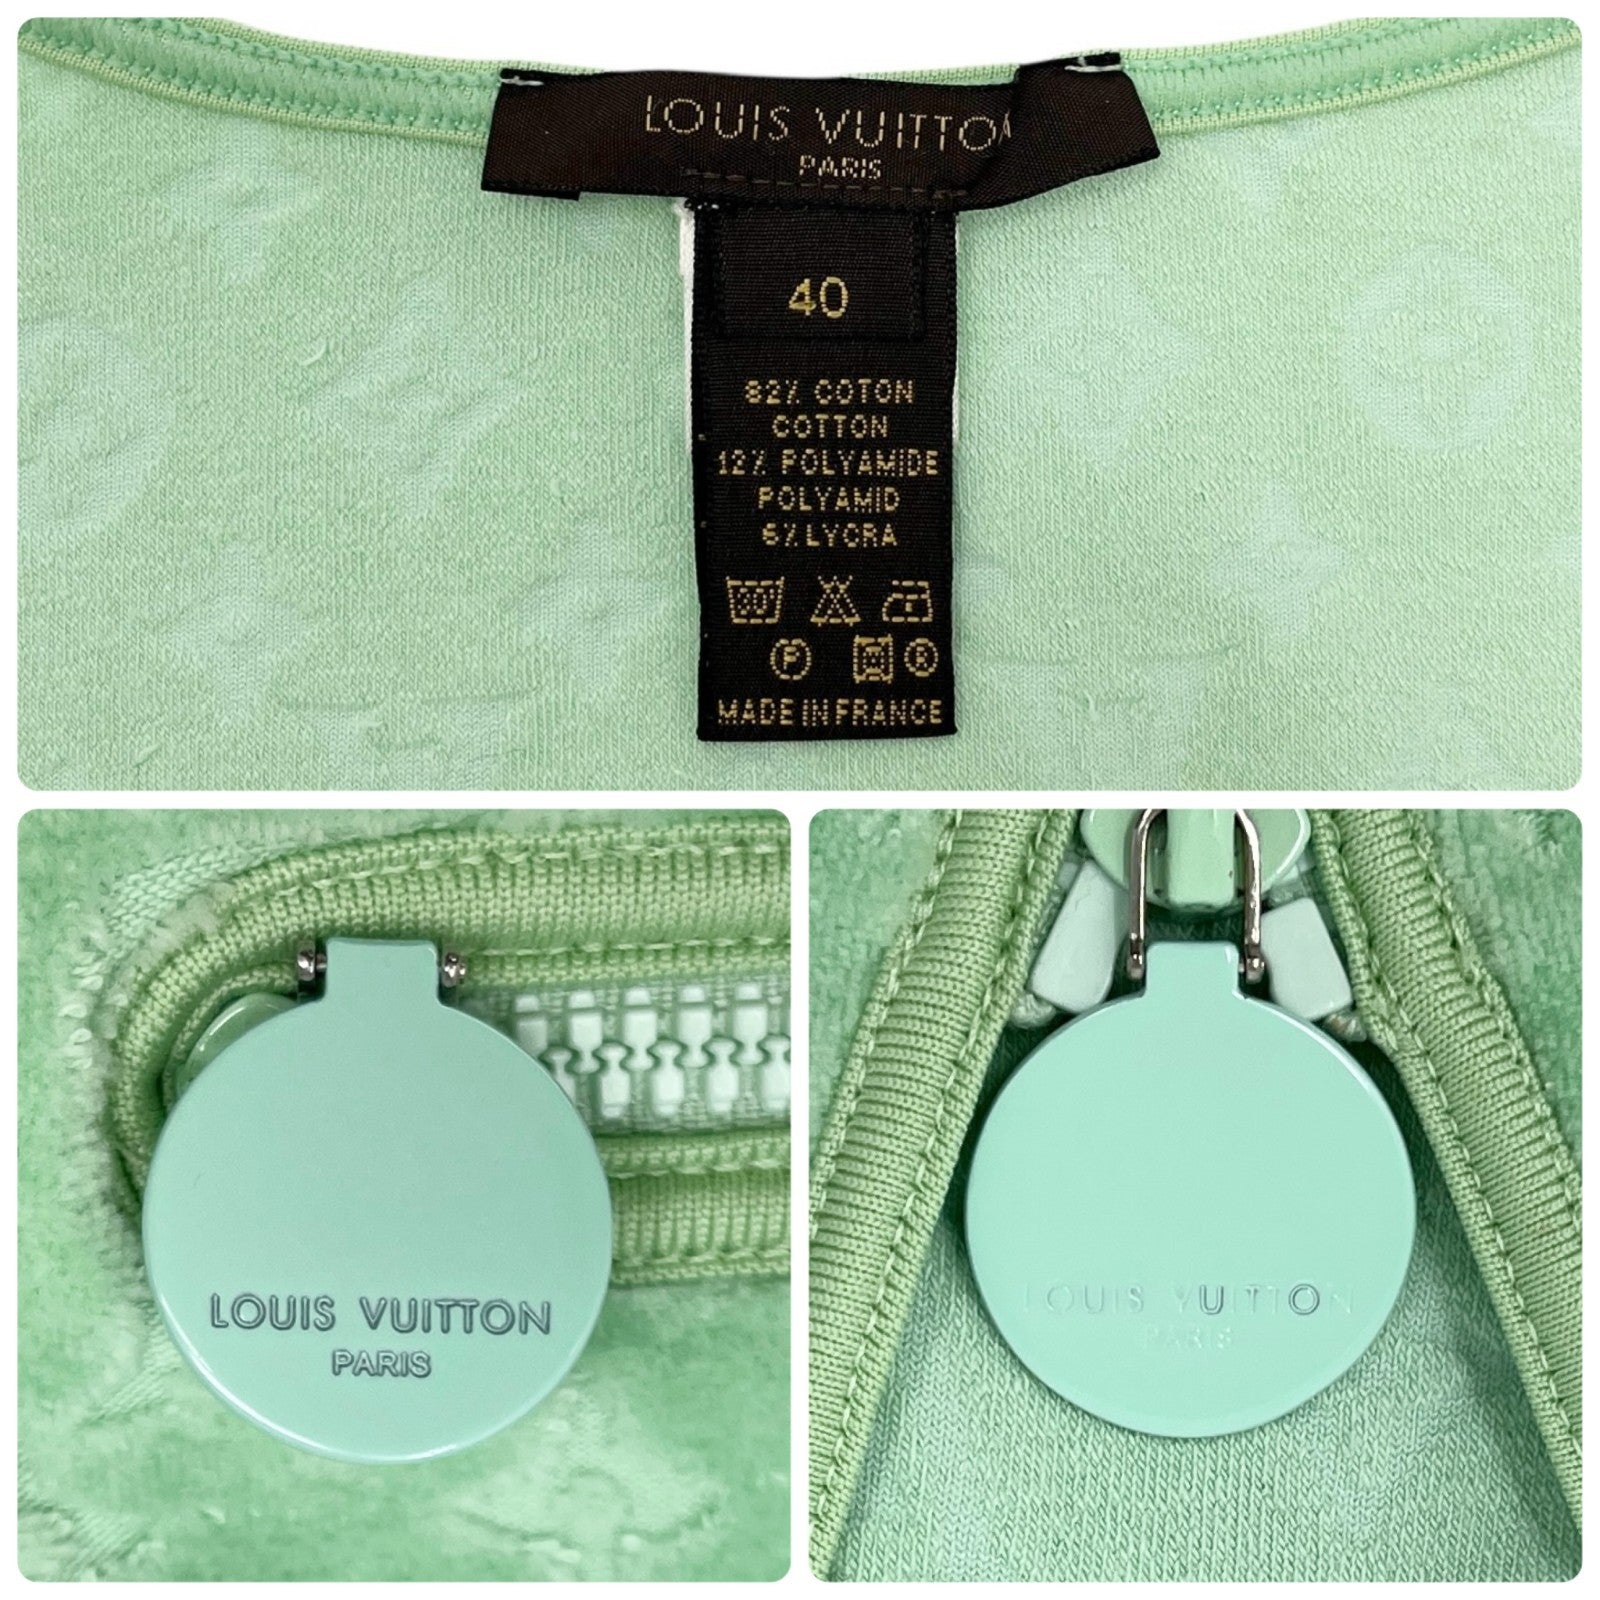 LOUIS VUITTON
PARIS
40
82% COTON
COTTON
12% POLYAMIDE
POLYAMID
6% LYCRA
30°
P
R
MADE IN FRANCE
LOUIS VUITTON
PARIS
LOUIS VUITTON
PARIS